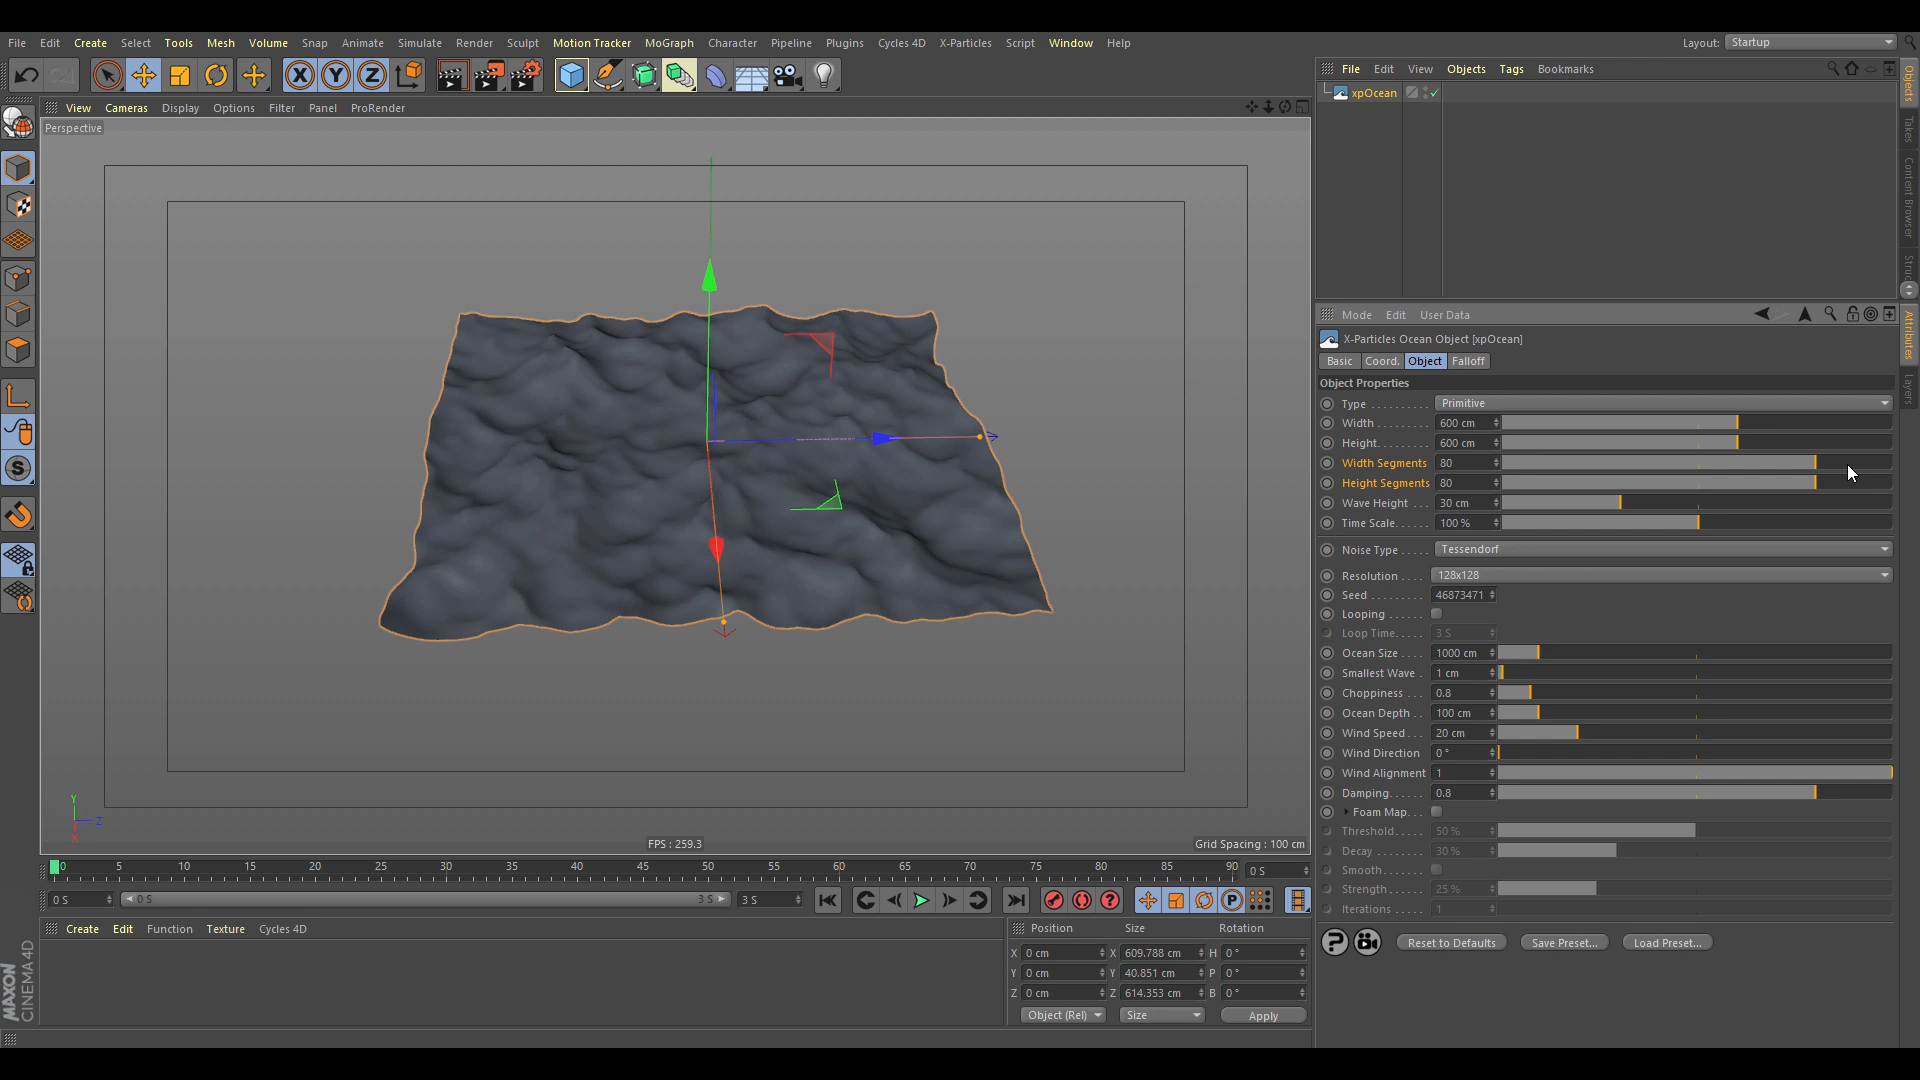 File Edit Create Select Tools Mesh Volume Snap Animate Simulate Render Sculpt Motion Tracker MoGraph Character Pipeline Plugins Cycles 4D X-Particles Script Window Help Layout: Startup
File Edit View Objects Tags Bookmarks
xpOcean
View Cameras Display Options Filter Panel ProRender
Perspective
Objects
Takes
Content Browser
Struc
Mode Edit User Data
X-Particles Ocean Object [xpOcean]
Basic Coord. Object Falloff
Object Properties
Type . . . . . . . . . . Primitive
Width . . . . . . . . 600 cm
Height. . . . . . . . 600 cm
Width Segments 80
Height Segments 80
Wave Height . . . 30 cm
Time Scale. . . . . . 100 %
Noise Type . . . . . Tessendorf
Resolution . . . . 128x128
Seed . . . . . . . . . 46873471
Looping . . . . . .
Loop Time. . . . . 3 S
Ocean Size . . . . 1000 cm
Smallest Wave . 1 cm
Choppiness . . . 0.8
Ocean Depth . . 100 cm
Wind Speed. . . 20 cm
Wind Direction 0 °
Wind Alignment 1
Damping. . . . . . 0.8
Foam Map. . .
Threshold. . . . . 50 %
Decay . . . . . . . . 30 %
Smooth. . . . . . .
Strength. . . . . . 25 %
Iterations . . . . . 1
Reset to Defaults Save Preset... Load Preset...
Attributes
Layers
X Y Z
Y
Z
X
FPS : 259.3
Grid Spacing : 100 cm
0 5 10 15 20 25 30 35 40 45 50 55 60 65 70 75 80 85 90 0 S
0 S 0 S 3 S 3 S
P
Create Edit Function Texture Cycles 4D
Position Size Rotation
X 0 cm X 609.788 cm H 0 °
Y 0 cm Y 40.851 cm P 0 °
Z 0 cm Z 614.353 cm B 0 °
Object (Rel) Size Apply
MAXON
CINEMA4D